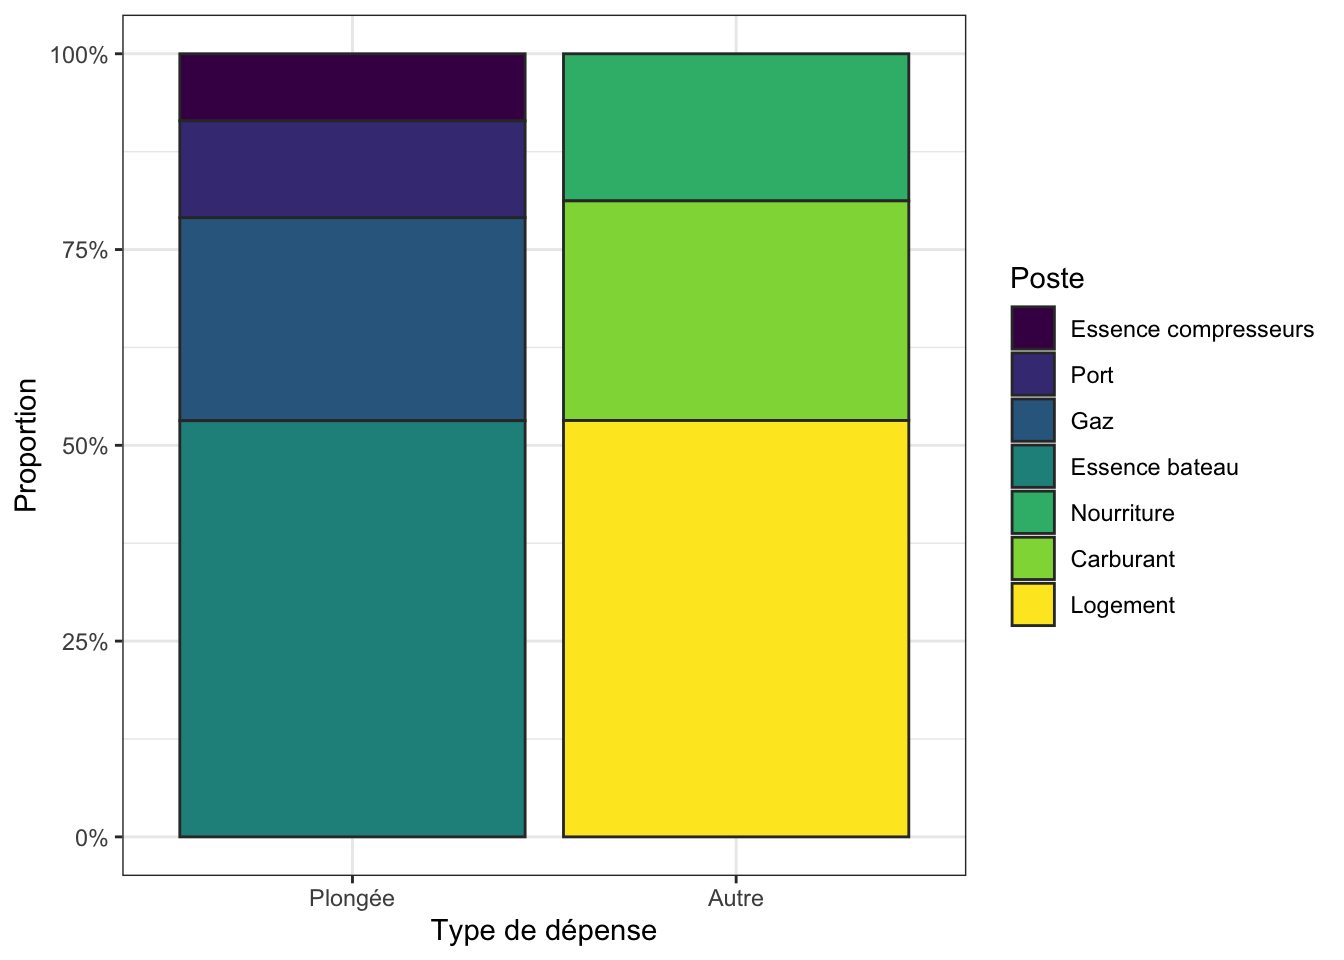 100%
75%
50%
25%
0%
Proportion
Plongée
Autre
Type de dépense
Poste
Essence compresseurs
Port
Gaz
Essence bateau
Nourriture
Carburant
Logement